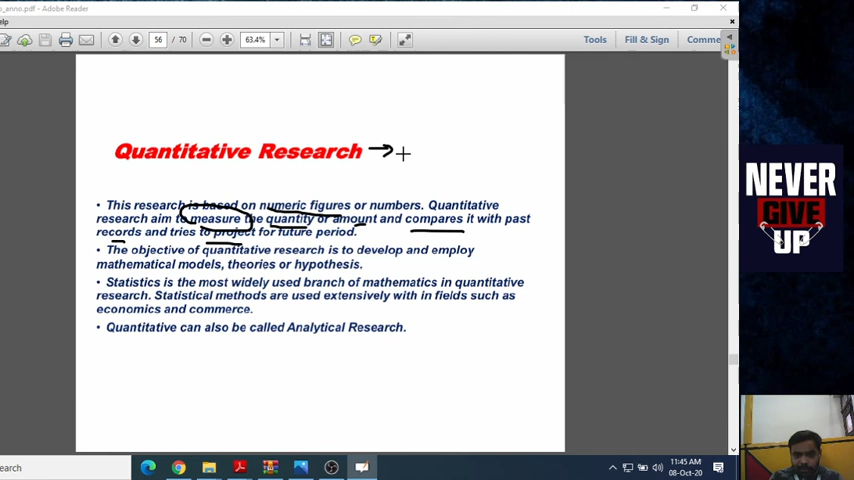 o_anno.pdf - Adobe Reader
elp
56 / 70
63.4%
Tools
Fill & Sign
Comme
Quantitative Research
• This research is based on numeric figures or numbers. Quantitative
research aim to measure the quantity or amount and compares it with past
records and tries to project for future period.
• The objective of quantitative research is to develop and employ
mathematical models, theories or hypothesis.
• Statistics is the most widely used branch of mathematics in quantitative
research. Statistical methods are used extensively with in fields such as
economics and commerce.
• Quantitative can also be called Analytical Research.
NEVER
GIVE
UP
earch
11:45 AM
08-Oct-20